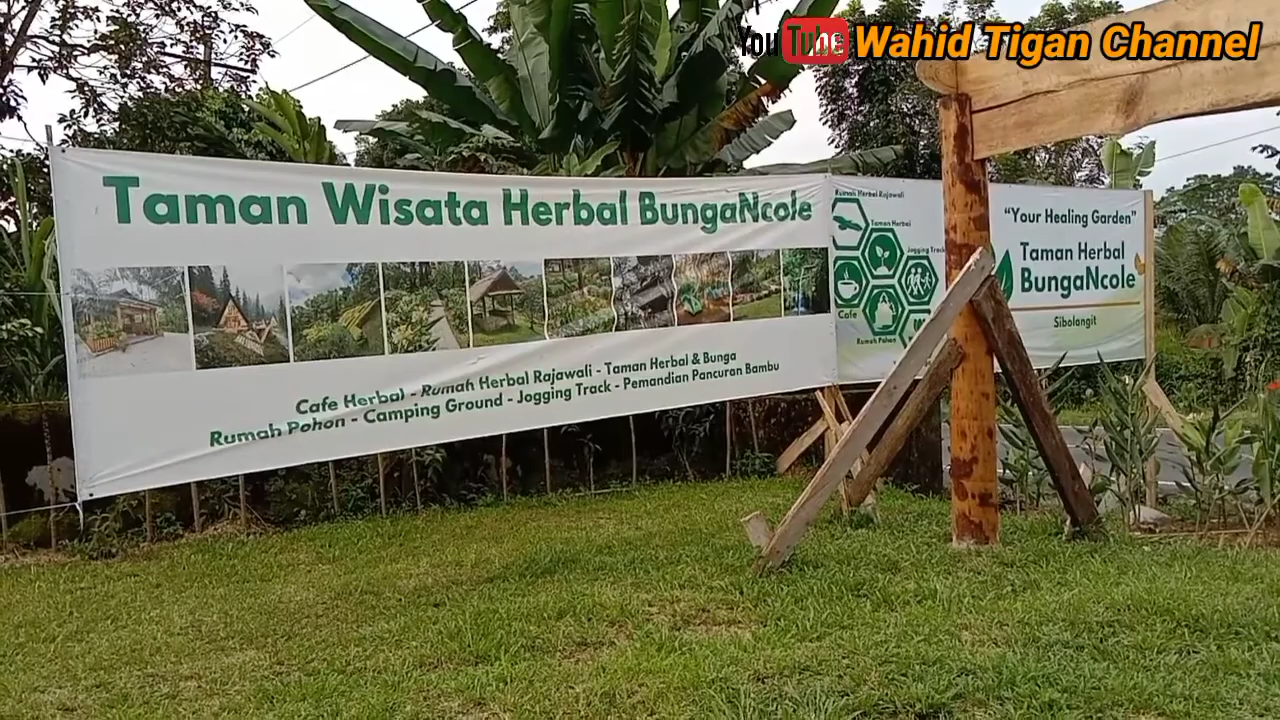 YouTube Wahid Tigan Channel
Taman Wisata Herbal BungaNcole
Cafe Herbal - Rumah Herbal Rajawali - Taman Herbal & Bunga
Rumah Pohon - Camping Ground - Jogging Track - Pemandian Pancuran Bambu
Rumah Herbal Rajawali
Taman Herbal
Jogging Track
Cafe
Rumah Pohon
"Your Healing Garden"
Taman Herbal
BungaNcole
Sibolangit